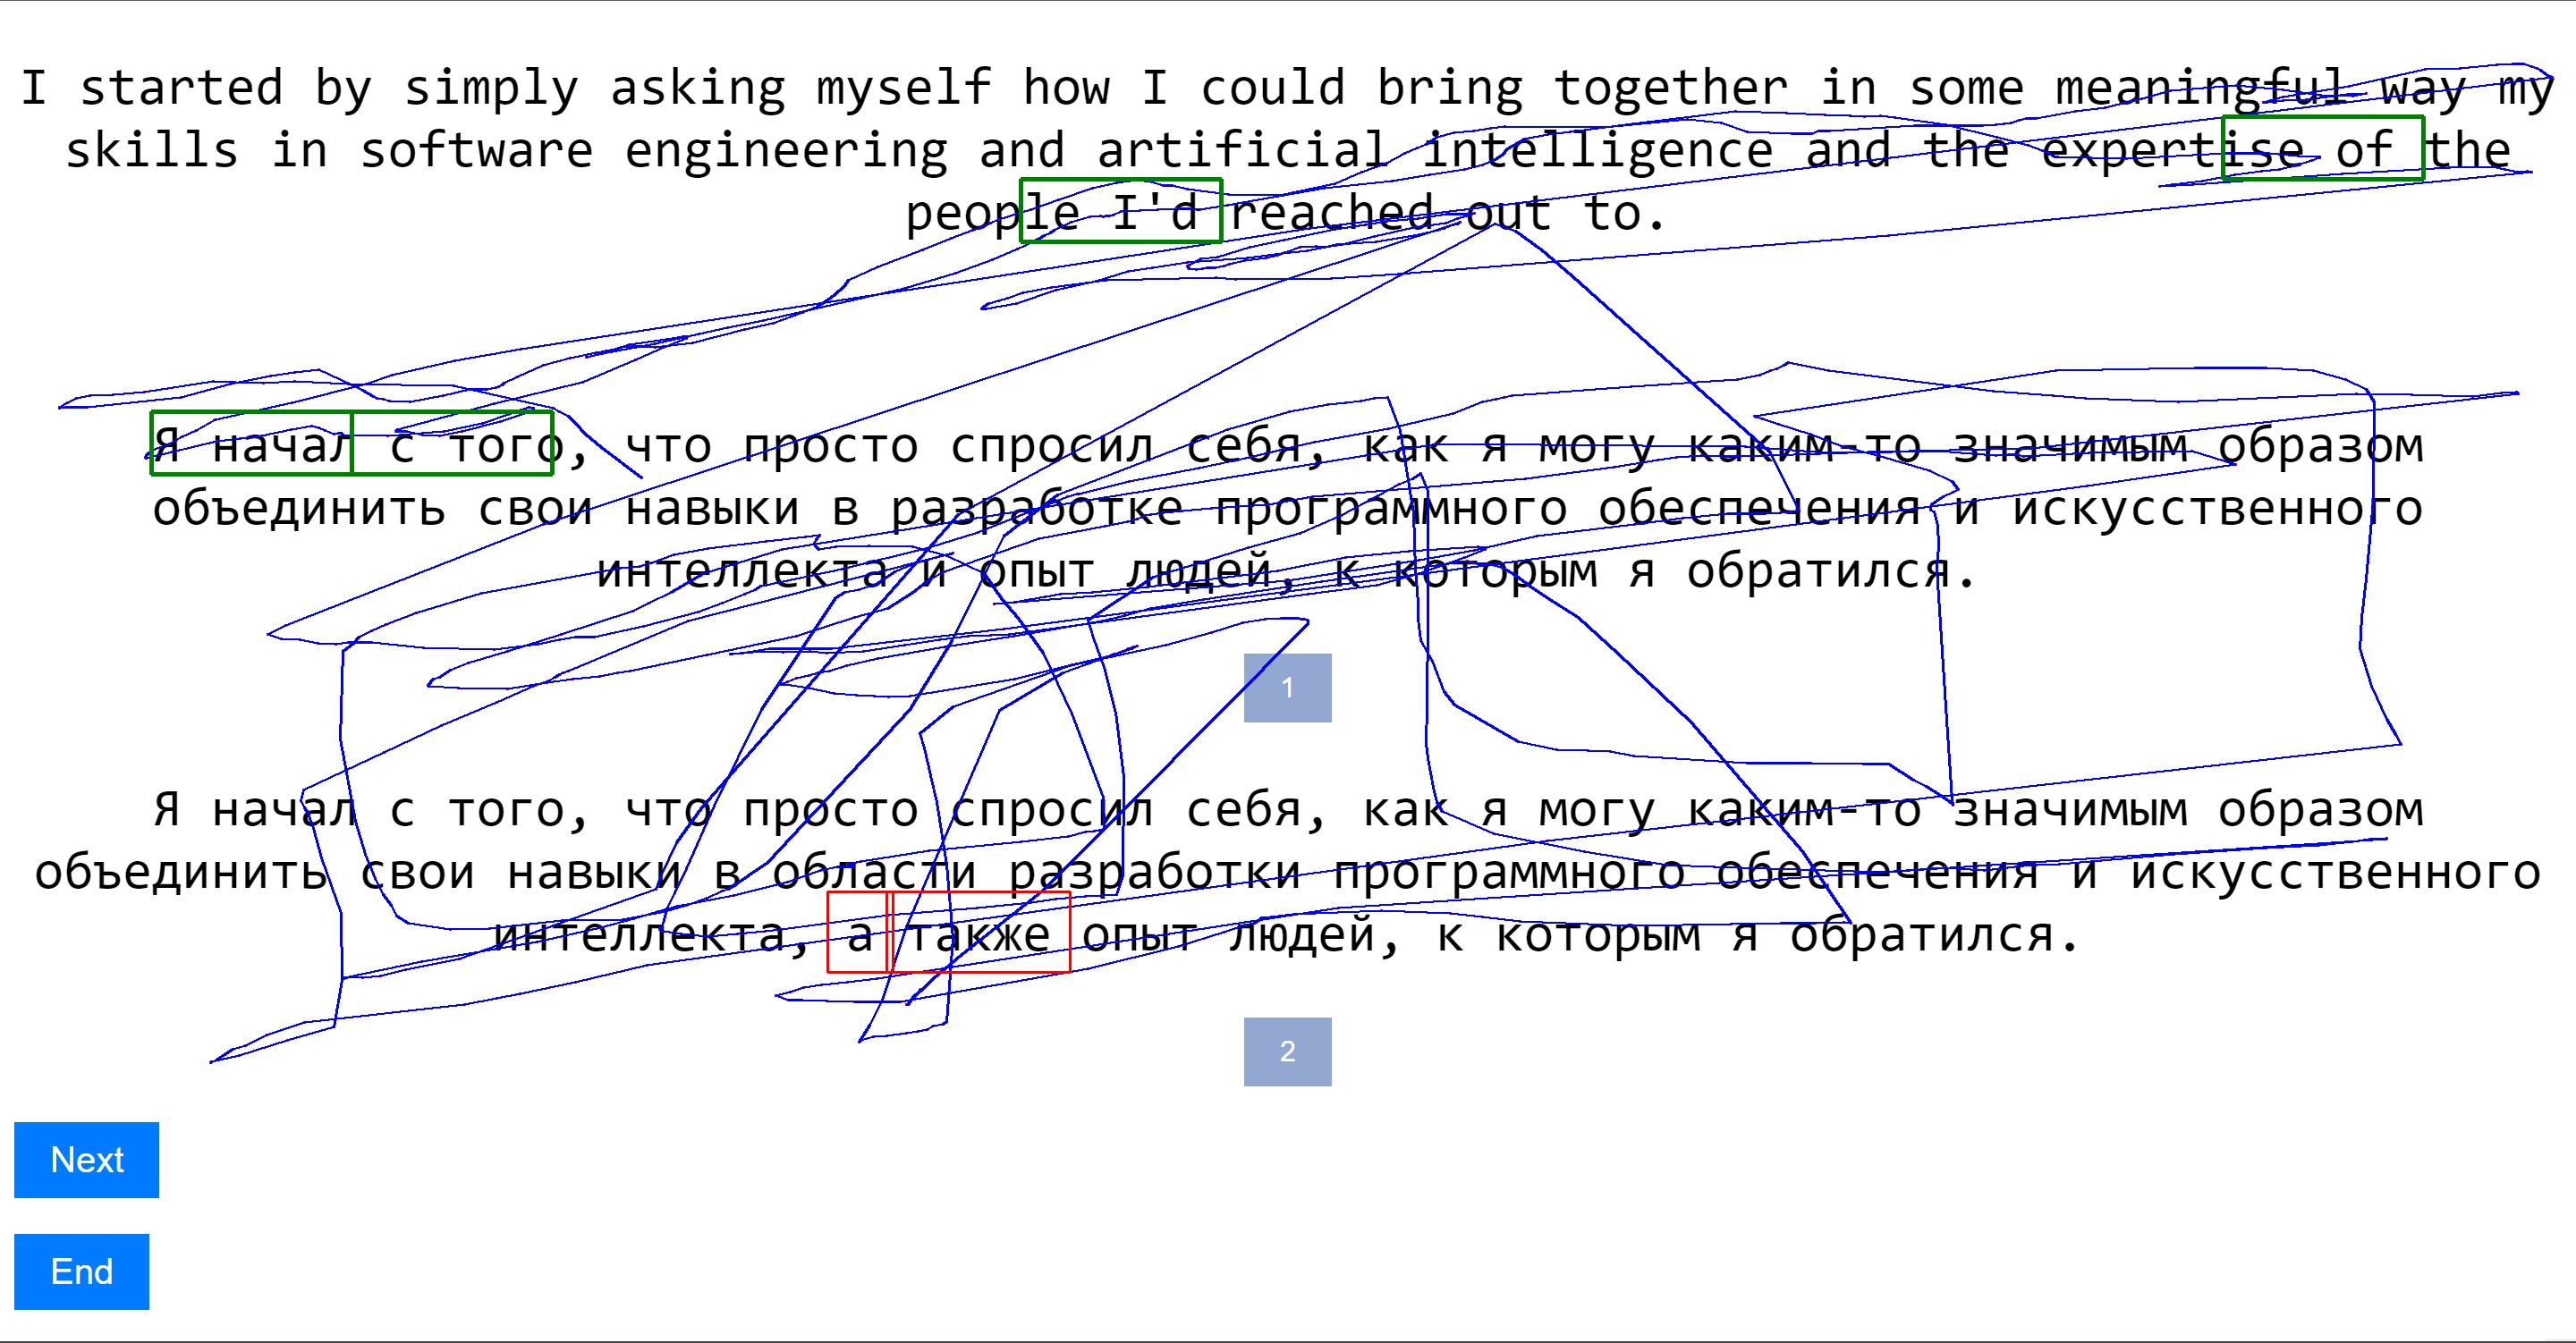 I started by simply asking myself how I could bring together in some meaningful way my
skills in software engineering and artificial intelligence and the expertise of the
people I'd reached out to.
Я начал с того, что просто спросил себя, как я могу каким-то значимым образом
объединить свои навыки в разработке программного обеспечения и искусственного
интеллекта и опыт людей, к которым я обратился.
1
Я начал с того, что просто спросил себя, как я могу каким-то значимым образом
объединить свои навыки в области разработки программного обеспечения и искусственного
интеллекта, а также опыт людей, к которым я обратился.
2
Next
End